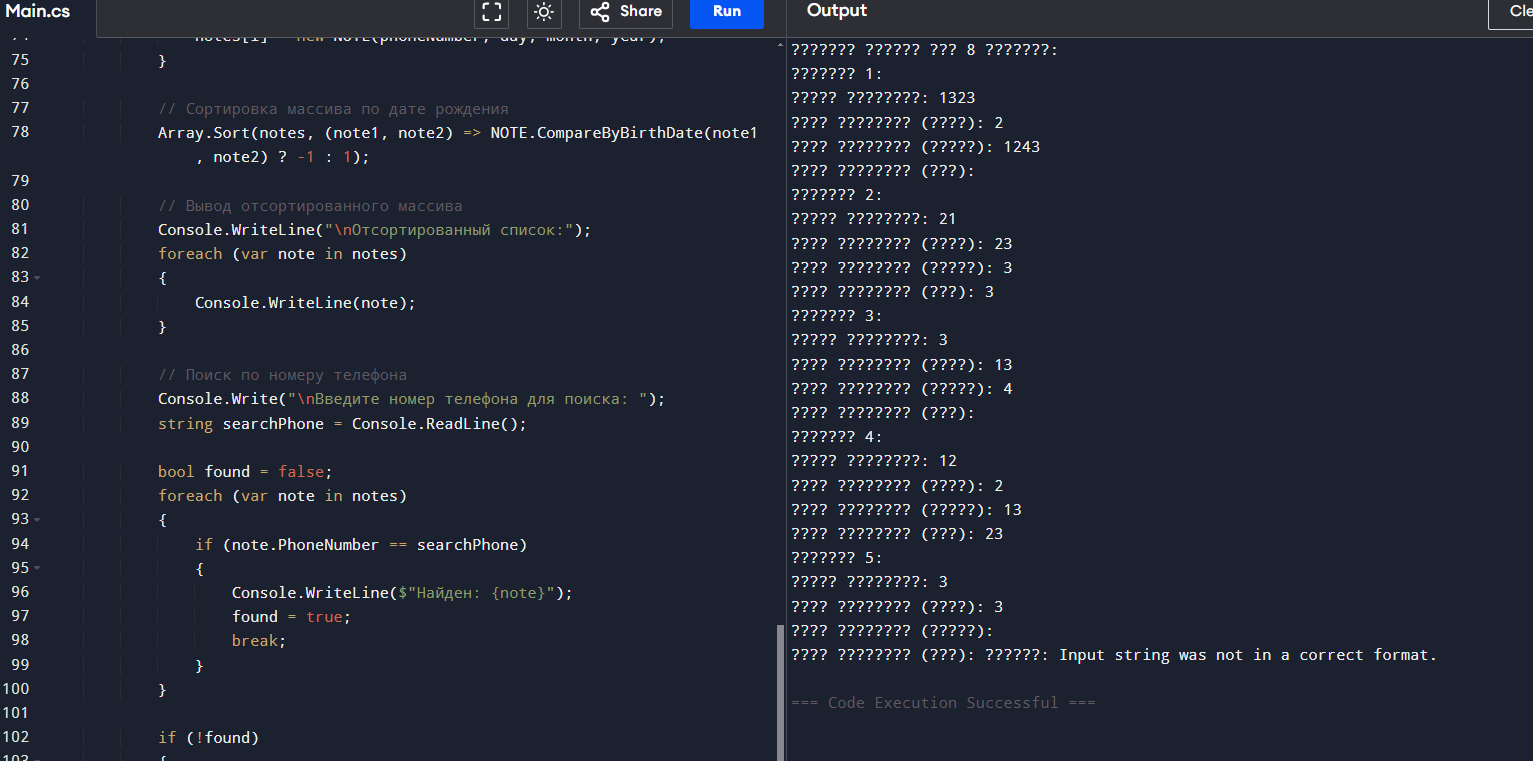 Main.cs
Share
Run
Output
Cle
notes[i] = new NOTE(phoneNumber, day, month, year);
75 }
76
77 // Сортировка массива по дате рождения
78 Array.Sort(notes, (note1, note2) => NOTE.CompareByBirthDate(note1
, note2) ? -1 : 1);
79
80 // Вывод отсортированного массива
81 Console.WriteLine("\nОтсортированный список:");
82 foreach (var note in notes)
83 {
84 Console.WriteLine(note);
85 }
86
87 // Поиск по номеру телефона
88 Console.Write("\nВведите номер телефона для поиска: ");
89 string searchPhone = Console.ReadLine();
90
91 bool found = false;
92 foreach (var note in notes)
93 {
94 if (note.PhoneNumber == searchPhone)
95 {
96 Console.WriteLine($"Найден: {note}");
97 found = true;
98 break;
99 }
100 }
101
102 if (!found)
103 {
??????? ?????? ??? 8 ???????:
??????? 1:
????? ????????: 1323
???? ???????? (????): 2
???? ???????? (?????): 1243
???? ???????? (???):
??????? 2:
????? ????????: 21
???? ???????? (????): 23
???? ???????? (?????): 3
???? ???????? (???): 3
??????? 3:
????? ????????: 3
???? ???????? (????): 13
???? ???????? (?????): 4
???? ???????? (???):
??????? 4:
????? ????????: 12
???? ???????? (????): 2
???? ???????? (?????): 13
???? ???????? (???): 23
??????? 5:
????? ????????: 3
???? ???????? (????): 3
???? ???????? (?????):
???? ???????? (???): ??????: Input string was not in a correct format.
=== Code Execution Successful ===